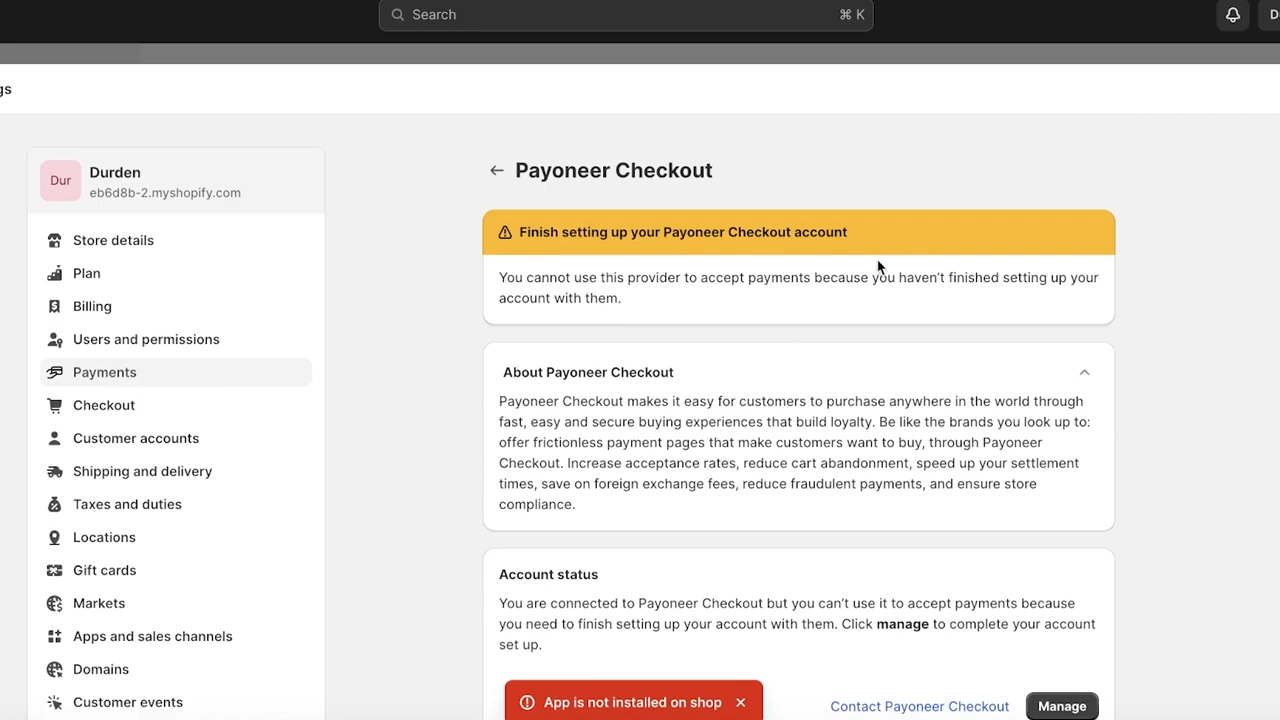 Search
⌘ K
D
gs
Dur
Durden
eb6d8b-2.myshopify.com
Store details
Plan
Billing
Users and permissions
Payments
Checkout
Customer accounts
Shipping and delivery
Taxes and duties
Locations
Gift cards
Markets
Apps and sales channels
Domains
Customer events
Payoneer Checkout
Finish setting up your Payoneer Checkout account
You cannot use this provider to accept payments because you haven’t finished setting up your
account with them.
About Payoneer Checkout
Payoneer Checkout makes it easy for customers to purchase anywhere in the world through
fast, easy and secure buying experiences that build loyalty. Be like the brands you look up to:
offer frictionless payment pages that make customers want to buy, through Payoneer
Checkout. Increase acceptance rates, reduce cart abandonment, speed up your settlement
times, save on foreign exchange fees, reduce fraudulent payments, and ensure store
compliance.
Account status
You are connected to Payoneer Checkout but you can’t use it to accept payments because
you need to finish setting up your account with them. Click manage to complete your account
set up.
App is not installed on shop
Contact Payoneer Checkout
Manage